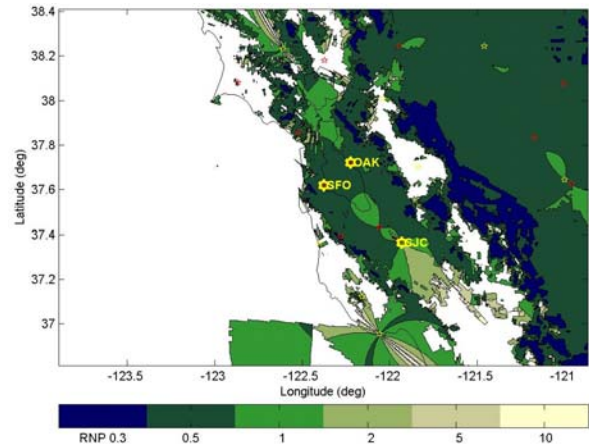 38.4
38.2
38
37.8
37.6
37.4
37.2
37
Latitude (deg)
OAK
SFO
SJC
-123.5 -123 -122.5 -122 -121.5 -121
Longitude (deg)
RNP 0.3 0.5 1 2 5 10